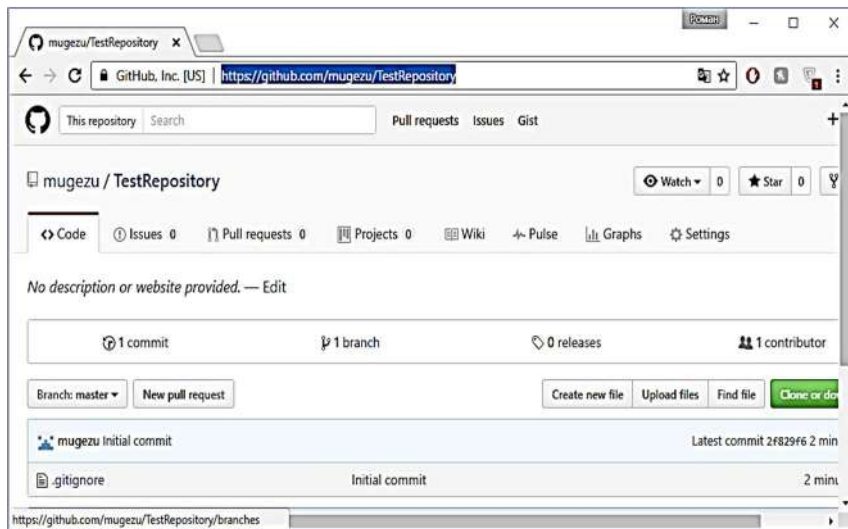 Роман
mugezu/TestRepository x
GitHub, Inc. [US] | https://github.com/mugezu/TestRepository
1
This repository Search Pull requests Issues Gist
mugezu / TestRepository Watch 0 Star 0
Code Issues 0 Pull requests 0 Projects 0 Wiki Pulse Graphs Settings
No description or website provided. — Edit
1 commit 1 branch 0 releases 1 contributor
Branch: master New pull request Create new file Upload files Find file Clone or do
mugezu Initial commit Latest commit 2f829f6 2 min
.gitignore Initial commit 2 minu
https://github.com/mugezu/TestRepository/branches